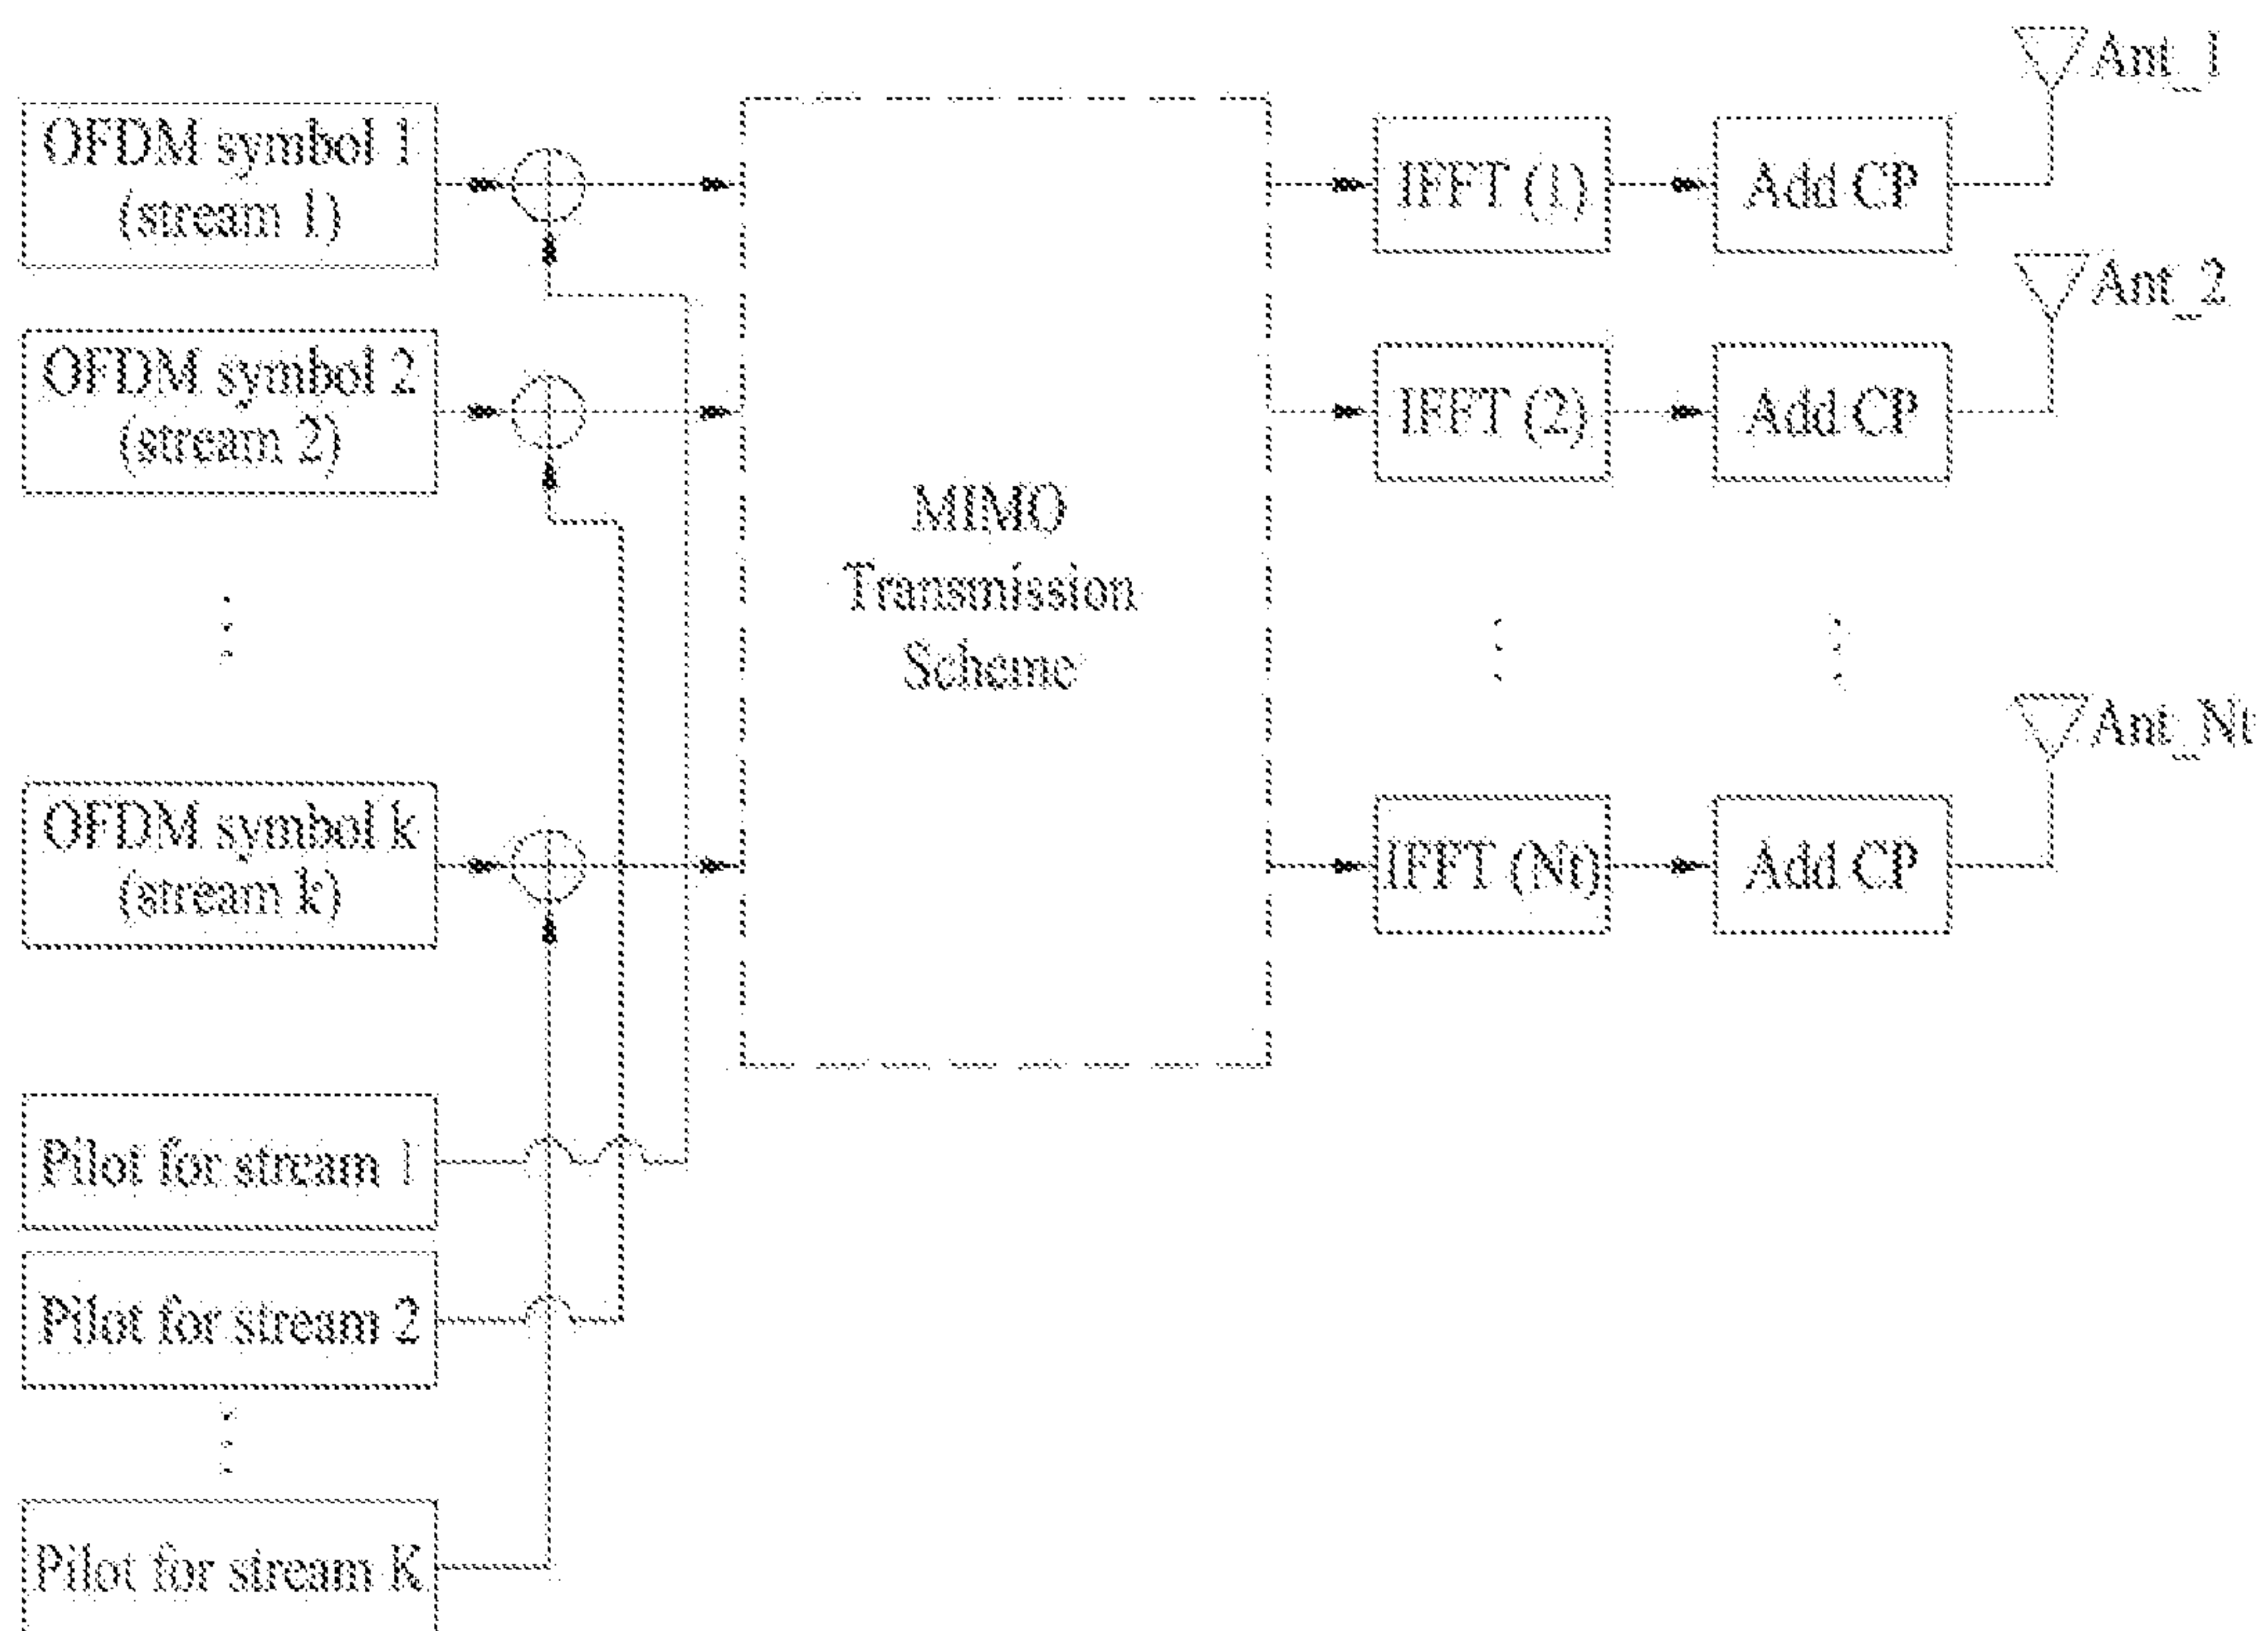 OFDM symbol 1
(stream 1)
OFDM symbol 2
(stream 2)
OFDM symbol k
(stream k)
Pilot for stream 1
Pilot for stream 2
Pilot for stream K
MIMO
Transmission
Scheme
IFFT (1)
Add CP
Ant_1
IFFT (2)
Add CP
Ant_2
IFFT (Nt)
Add CP
Ant_Nt